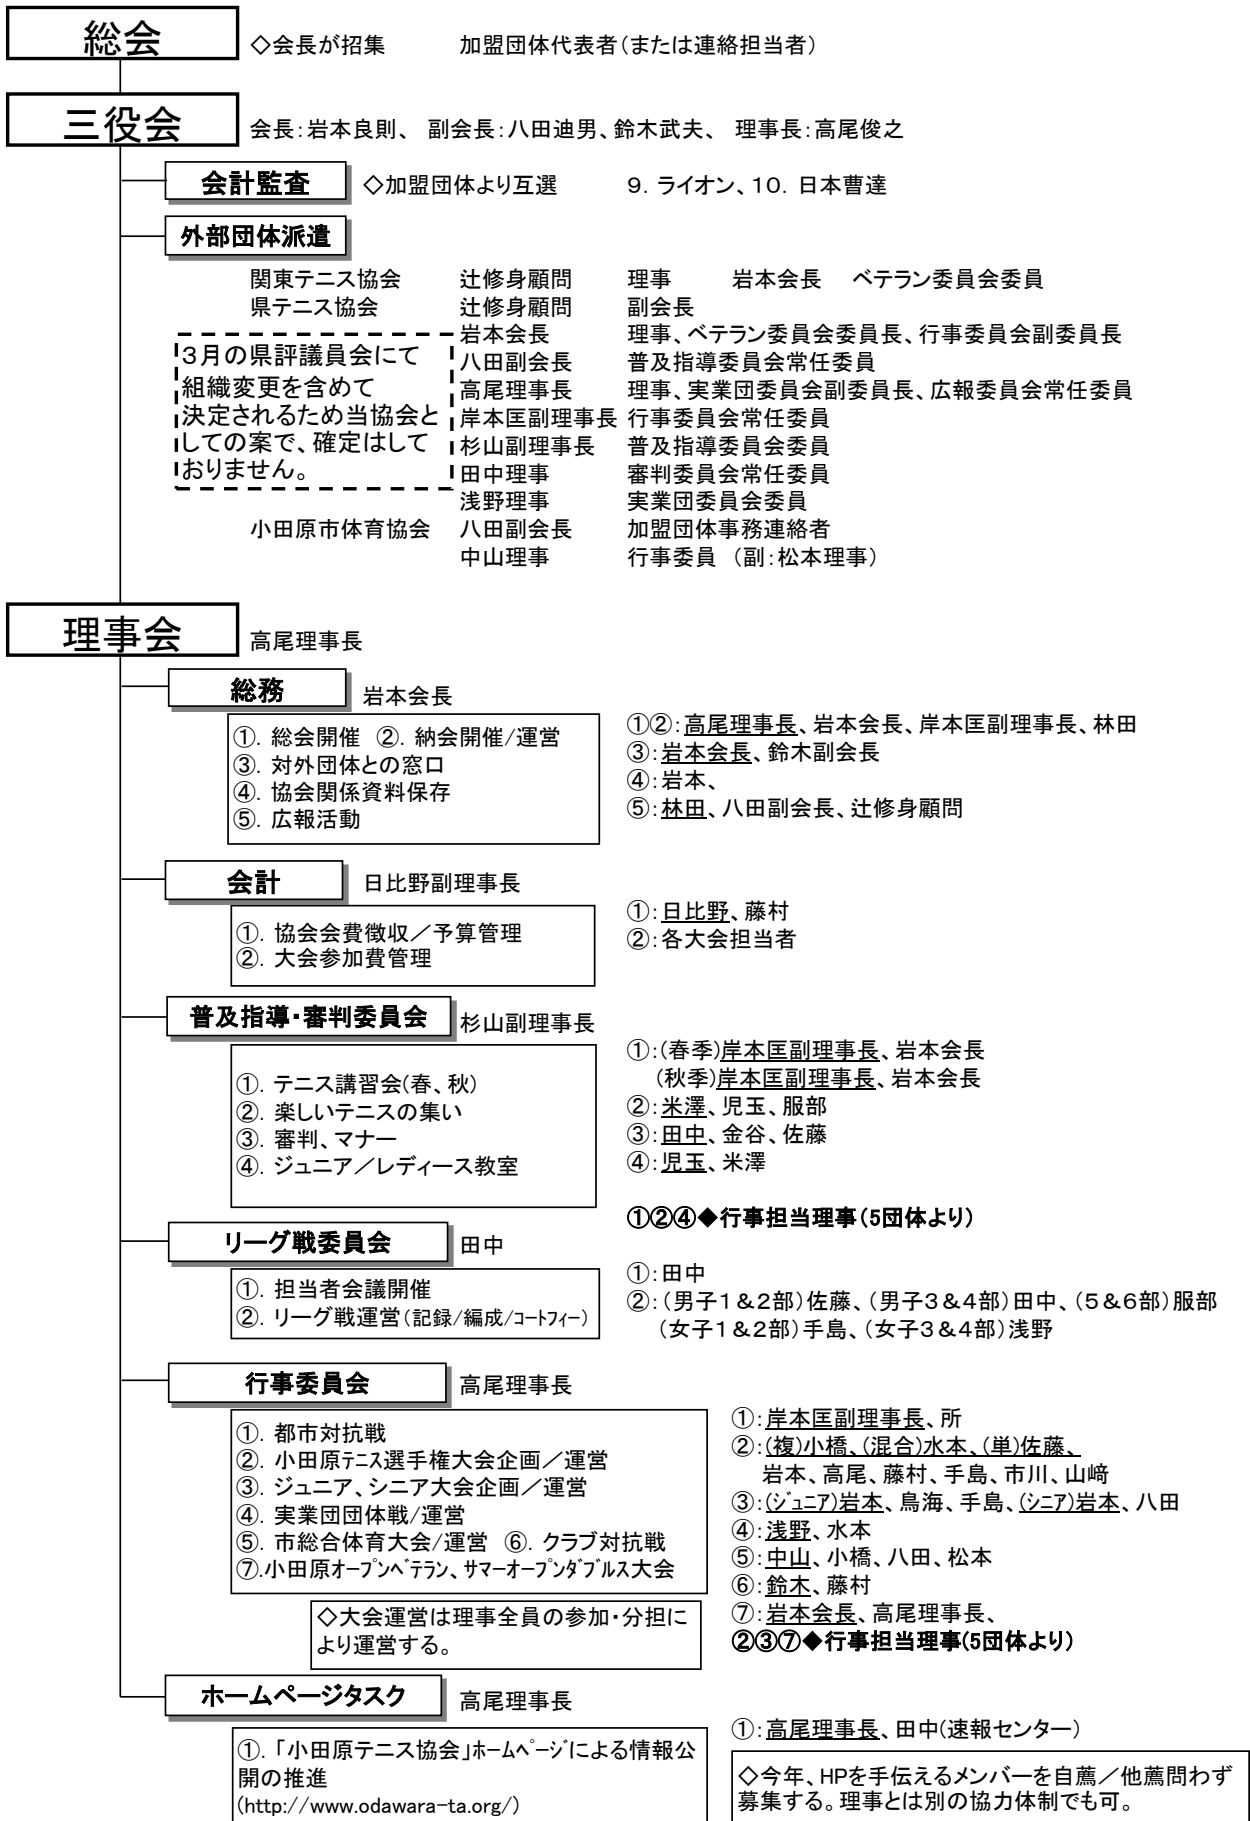 総会
◇会長が招集　加盟団体代表者(または連絡担当者)
三役会
会長:岩本良則、 副会長:八田迪男、鈴木武夫、 理事長:高尾俊之
会計監査
◇加盟団体より互選　9. ライオン、10. 日本曹達
外部団体派遣
関東テニス協会　辻修身顧問　理事　岩本会長　ベテラン委員会委員
県テニス協会　辻修身顧問　副会長
岩本会長　理事、ベテラン委員会委員長、行事委員会副委員長
八田副会長　普及指導委員会常任委員
高尾理事長　理事、実業団委員会副委員長、広報委員会常任委員
岸本匡副理事長　行事委員会常任委員
杉山副理事長　普及指導委員会委員
田中理事　審判委員会常任委員
浅野理事　実業団委員会委員
3月の県評議員会にて
組織変更を含めて
決定されるため当協会と
しての案で、確定はして
おりません。
小田原市体育協会　八田副会長　加盟団体事務連絡者
中山理事　行事委員 (副:松本理事)
理事会
高尾理事長
総務
岩本会長
①. 総会開催 ②. 納会開催/運営
③. 対外団体との窓口
④. 協会関係資料保存
⑤. 広報活動
①②:高尾理事長、岩本会長、岸本匡副理事長、林田
③:岩本会長、鈴木副会長
④:岩本、
⑤:林田、八田副会長、辻修身顧問
会計
日比野副理事長
①. 協会会費徴収／予算管理
②. 大会参加費管理
①:日比野、藤村
②:各大会担当者
普及指導・審判委員会
杉山副理事長
①. テニス講習会(春、秋)
②. 楽しいテニスの集い
③. 審判、マナー
④. ジュニア／レディース教室
①:(春季)岸本匡副理事長、岩本会長
(秋季)岸本匡副理事長、岩本会長
②:米澤、児玉、服部
③:田中、金谷、佐藤
④:児玉、米澤
①②④◆行事担当理事(5団体より)
リーグ戦委員会
田中
①. 担当者会議開催
②. リーグ戦運営(記録/編成/ｺｰﾄﾌｨｰ)
①:田中
②:(男子1&2部)佐藤、(男子3&4部)田中、(5&6部)服部
(女子1&2部)手島、(女子3&4部)浅野
行事委員会
高尾理事長
①. 都市対抗戦
②. 小田原ﾃﾆｽ選手権大会企画／運営
③. ジュニア、シニア大会企画／運営
④. 実業団団体戦/運営
⑤. 市総合体育大会/運営 ⑥. クラブ対抗戦
⑦.小田原ｵｰﾌﾟﾝﾍﾞﾃﾗﾝ、ｻﾏｰｵｰﾌﾟﾝﾀﾞﾌﾞﾙｽ大会
◇大会運営は理事全員の参加・分担に
より運営する。
①:岸本匡副理事長、所
②:(複)小橋、(混合)水本、(単)佐藤、
岩本、高尾、藤村、手島、市川、山﨑
③:(ｼﾞｭﾆｱ)岩本、鳥海、手島、(ｼﾆｱ)岩本、八田
④:浅野、水本
⑤:中山、小橋、八田、松本
⑥:鈴木、藤村
⑦:岩本会長、高尾理事長、
②③⑦◆行事担当理事(5団体より)
ホームページタスク
高尾理事長
①. 「小田原テニス協会」ﾎｰﾑﾍﾟｰｼﾞによる情報公
開の推進
(http://www.odawara-ta.org/)
①:高尾理事長、田中(速報センター)
◇今年、HPを手伝えるメンバーを自薦／他薦問わず
募集する。理事とは別の協力体制でも可。